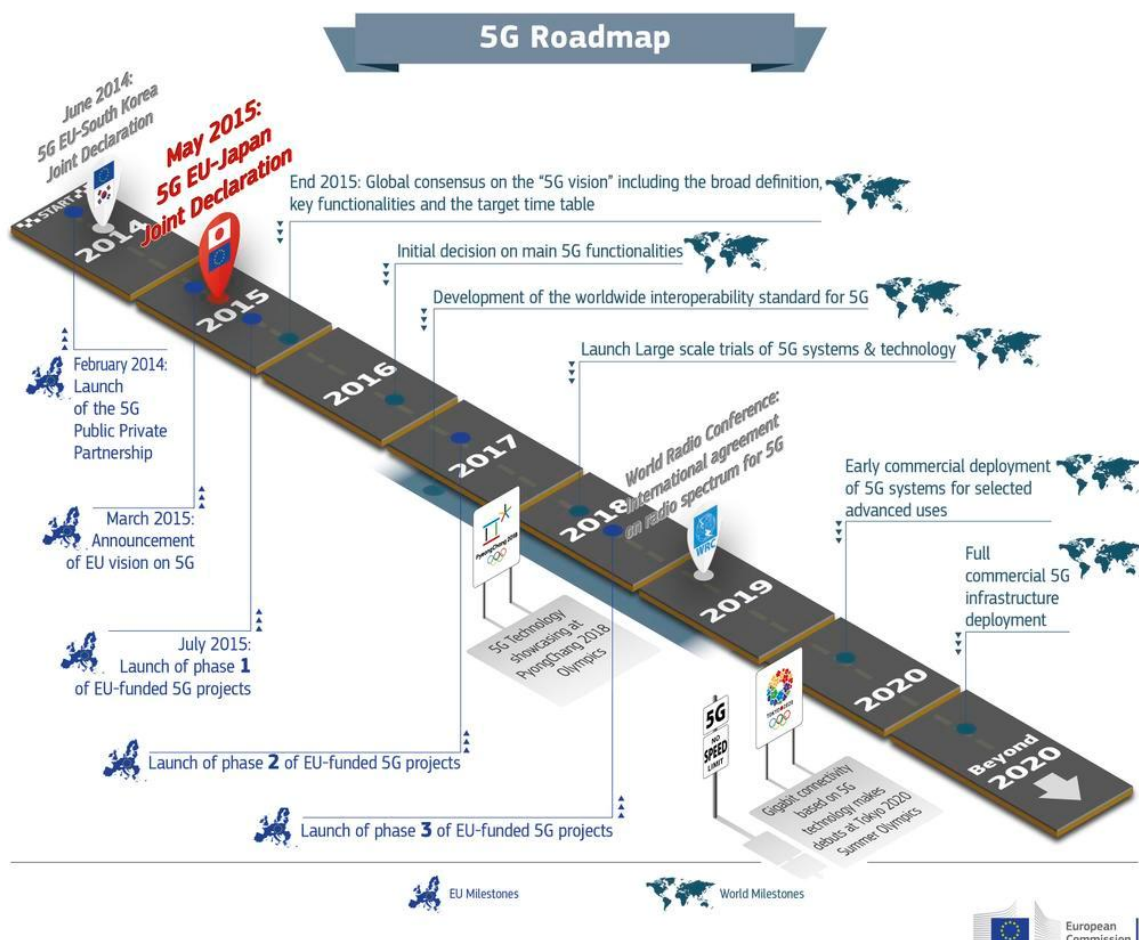 5G Roadmap
June 2014:
5G EU-South Korea
Joint Declaration
May 2015:
5G EU-Japan
Joint Declaration
End 2015: Global consensus on the “5G vision” including the broad definition,
key functionalities and the target time table
Initial decision on main 5G functionalities
Development of the worldwide interoperability standard for 5G
Launch Large scale trials of 5G systems & technology
World Radio Conference:
international agreement
on radio spectrum for 5G
WRC
Early commercial deployment
of 5G systems for selected
advanced uses
Full
commercial 5G
infrastructure
deployment
START
2014
2015
2016
2017
2018
2019
2020
Beyond
2020
February 2014:
Launch
of the 5G
Public Private
Partnership
March 2015:
Announcement
of EU vision on 5G
July 2015:
Launch of phase 1
of EU-funded 5G projects
Launch of phase 2 of EU-funded 5G projects
Launch of phase 3 of EU-funded 5G projects
PyeongChang 2018
5G Technology
showcasing at
PyongChang 2018
Olympics
5G
NO
SPEED
LIMIT
TOKYO 2020
Gigabit connectivity
based on 5G
technology makes
debuts at Tokyo 2020
Summer Olympics
EU Milestones
World Milestones
European
Commission